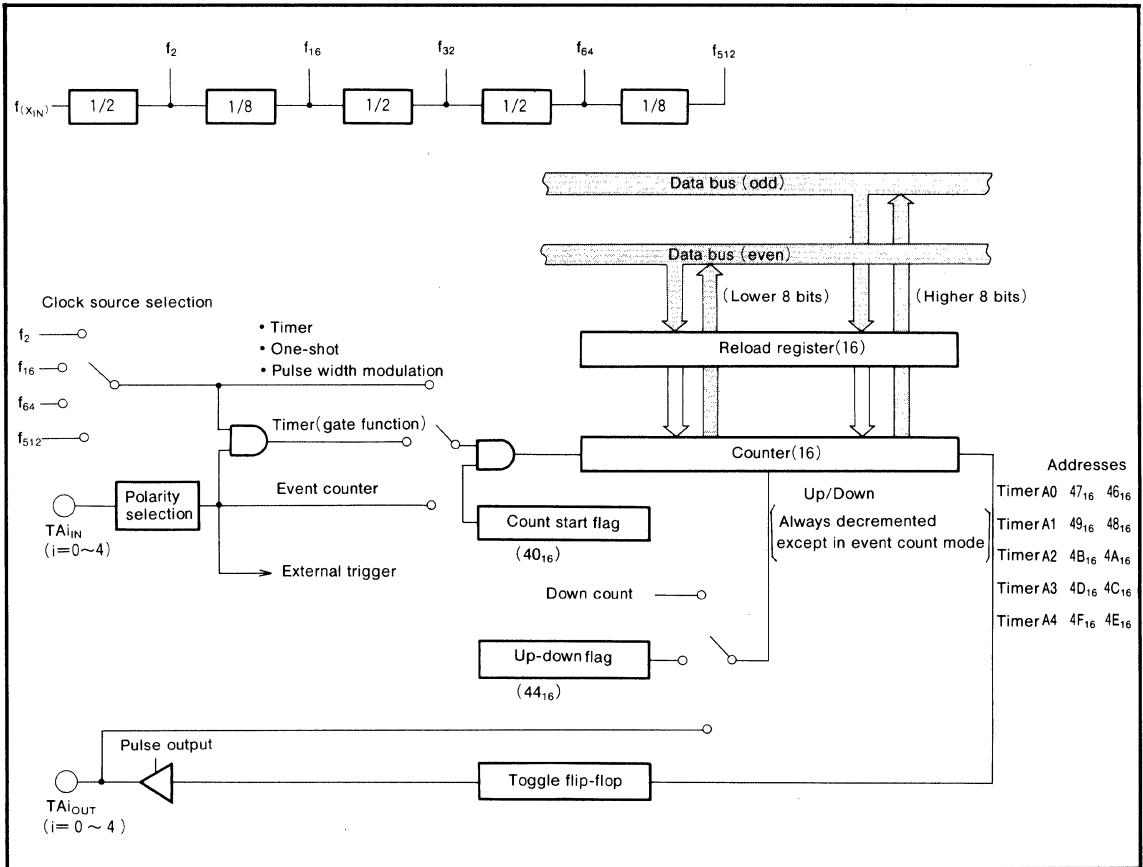 f₂ f₁₆ f₃₂ f₆₄ f₅₁₂
f(X_IN) 1/2 1/8 1/2 1/2 1/8
Data bus (odd)
Data bus (even)
(Lower 8 bits) (Higher 8 bits)
Clock source selection
f₂
f₁₆
f₆₄
f₅₁₂
• Timer
• One-shot
• Pulse width modulation
Reload register(16)
Timer(gate function)
Counter(16)
Polarity
selection
TAi_IN
(i=0~4)
Event counter
External trigger
Count start flag
(40₁₆)
Up/Down
(Always decremented
except in event count mode)
Addresses
Timer A0 47₁₆ 46₁₆
Timer A1 49₁₆ 48₁₆
Timer A2 4B₁₆ 4A₁₆
Timer A3 4D₁₆ 4C₁₆
Timer A4 4F₁₆ 4E₁₆
Down count
Up-down flag
(44₁₆)
Pulse output
Toggle flip-flop
TAi_OUT
(i=0~4)